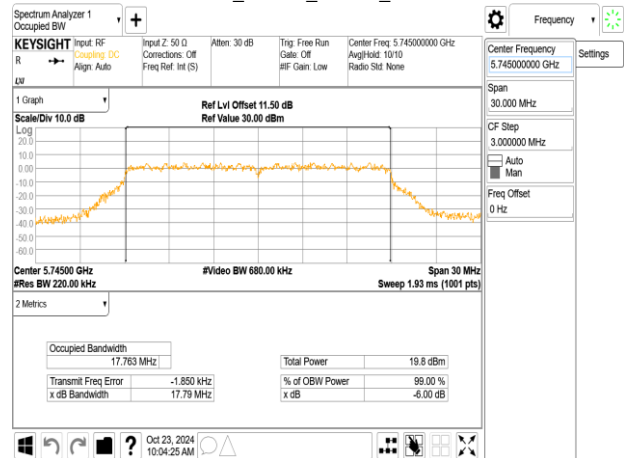 Spectrum Analyzer 1
Occupied BW
+
Frequency
KEYSIGHT
R
LXI
Input: RF
Coupling: DC
Align: Auto
Input Z: 50 Ω
Corrections: Off
Freq Ref: Int (S)
Atten: 30 dB
Trig: Free Run
Gate: Off
#IF Gain: Low
Center Freq: 5.745000000 GHz
Avg|Hold: 10/10
Radio Std: None
Center Frequency
5.745000000 GHz
Settings
Span
30.000 MHz
CF Step
3.000000 MHz
Auto
Man
Freq Offset
0 Hz
1 Graph
Scale/Div 10.0 dB
Ref Lvl Offset 11.50 dB
Ref Value 30.00 dBm
Log
20.0
10.0
0.00
-10.0
-20.0
-30.0
-40.0
-50.0
-60.0
Center 5.74500 GHz
#Res BW 220.00 kHz
#Video BW 680.00 kHz
Span 30 MHz
Sweep 1.93 ms (1001 pts)
2 Metrics
Occupied Bandwidth
17.763 MHz
Transmit Freq Error -1.850 kHz
x dB Bandwidth 17.79 MHz
Total Power 19.8 dBm
% of OBW Power 99.00 %
x dB -6.00 dB
?
Oct 23, 2024
10:04:25 AM